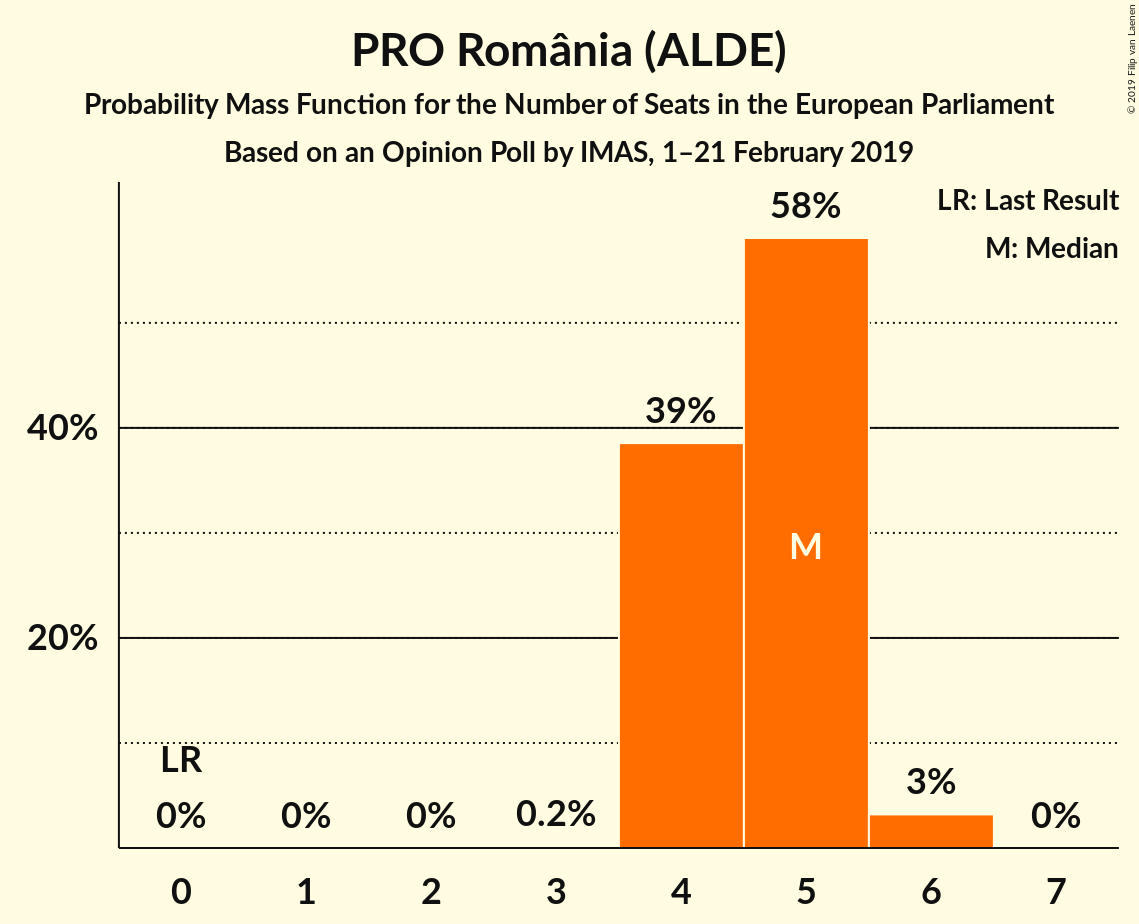 PRO România (ALDE)
Probability Mass Function for the Number of Seats in the European Parliament
Based on an Opinion Poll by IMAS, 1–21 February 2019
© 2019 Filip van Laenen
LR: Last Result
M: Median
58%
39%
40%
M
20%
LR
0%
0%
0%
0.2%
3%
0%
0 1 2 3 4 5 6 7